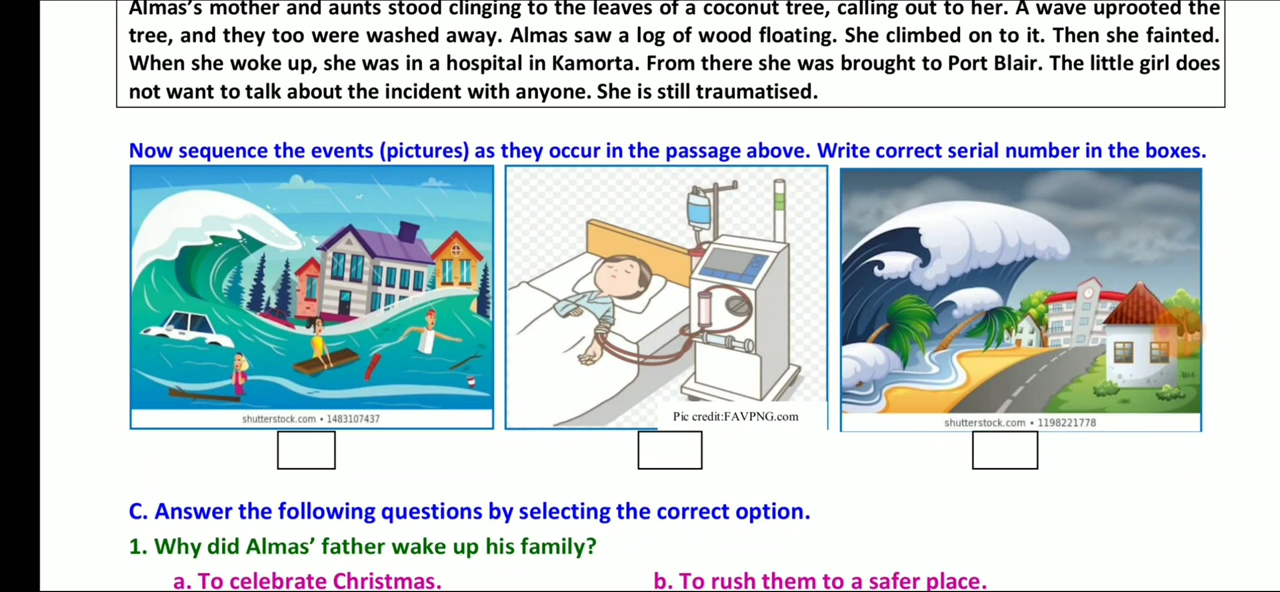 Almas's mother and aunts stood clinging to the leaves of a coconut tree, calling out to her. A wave uprooted the
tree, and they too were washed away. Almas saw a log of wood floating. She climbed on to it. Then she fainted.
When she woke up, she was in a hospital in Kamorta. From there she was brought to Port Blair. The little girl does
not want to talk about the incident with anyone. She is still traumatised.
Now sequence the events (pictures) as they occur in the passage above. Write correct serial number in the boxes.
shutterstock.com • 1483107437
Pic credit:FAVPNG.com
shutterstock.com • 1198221778
C. Answer the following questions by selecting the correct option.
1. Why did Almas' father wake up his family?
a. To celebrate Christmas. b. To rush them to a safer place.